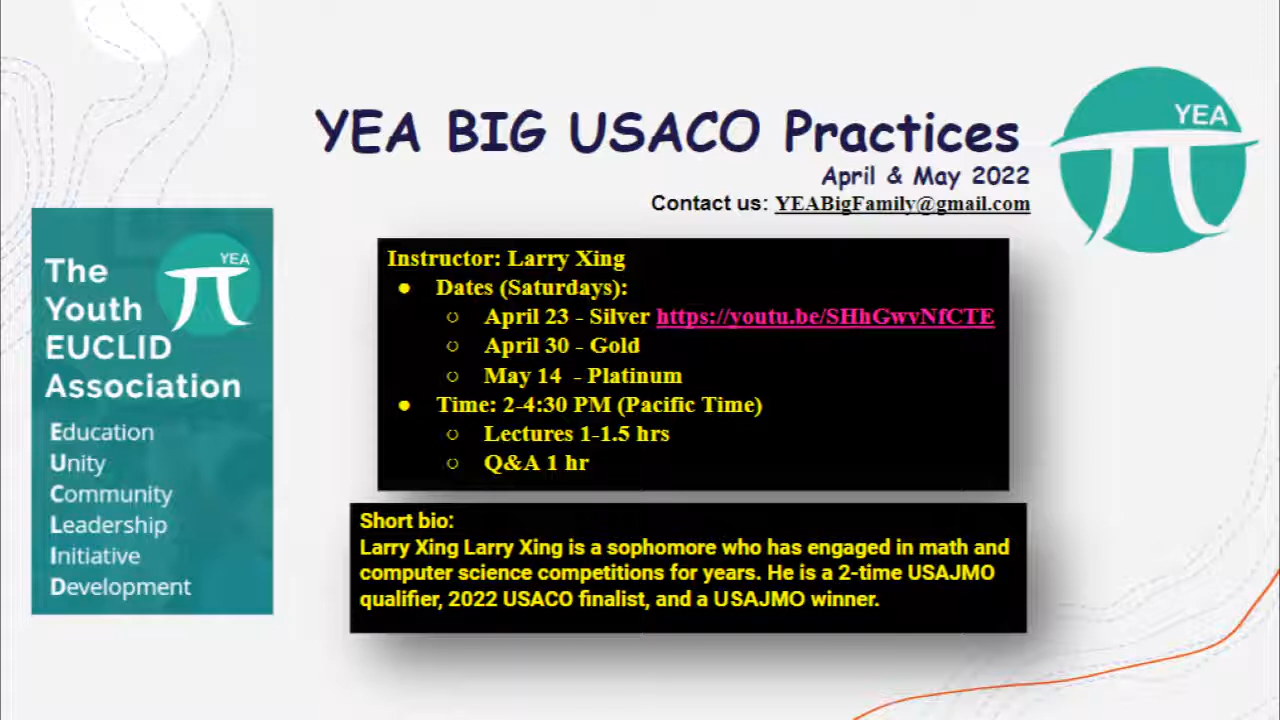 YEA BIG USACO Practices
April & May 2022
Contact us: YEABigFamily@gmail.com
YEA
The
Youth
EUCLID
Association
YEA
Education
Unity
Community
Leadership
Initiative
Development
Instructor: Larry Xing
● Dates (Saturdays):
○ April 23 - Silver https://youtu.be/SHhGwvNfCTE
○ April 30 - Gold
○ May 14 - Platinum
● Time: 2-4:30 PM (Pacific Time)
○ Lectures 1-1.5 hrs
○ Q&A 1 hr
Short bio:
Larry Xing Larry Xing is a sophomore who has engaged in math and
computer science competitions for years. He is a 2-time USAJMO
qualifier, 2022 USACO finalist, and a USAJMO winner.